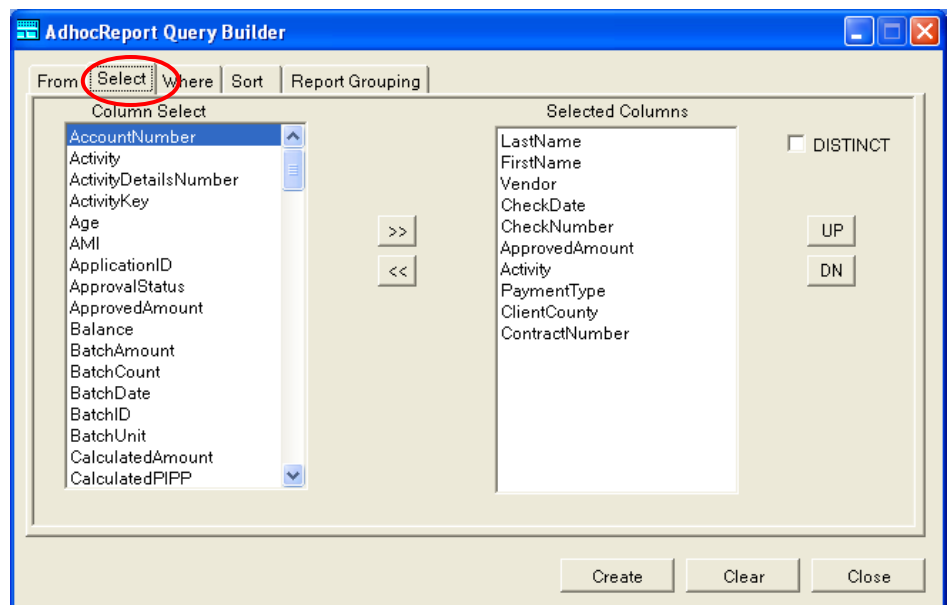 AdhocReport Query Builder
From Select Where Sort Report Grouping
Column Select
AccountNumber
Activity
ActivityDetailsNumber
ActivityKey
Age
AMI
ApplicationID
ApprovalStatus
ApprovedAmount
Balance
BatchAmount
BatchCount
BatchDate
BatchID
BatchUnit
CalculatedAmount
CalculatedPIPP
>>
<<
Selected Columns
LastName
FirstName
Vendor
CheckDate
CheckNumber
ApprovedAmount
Activity
PaymentType
ClientCounty
ContractNumber
DISTINCT
UP
DN
Create Clear Close